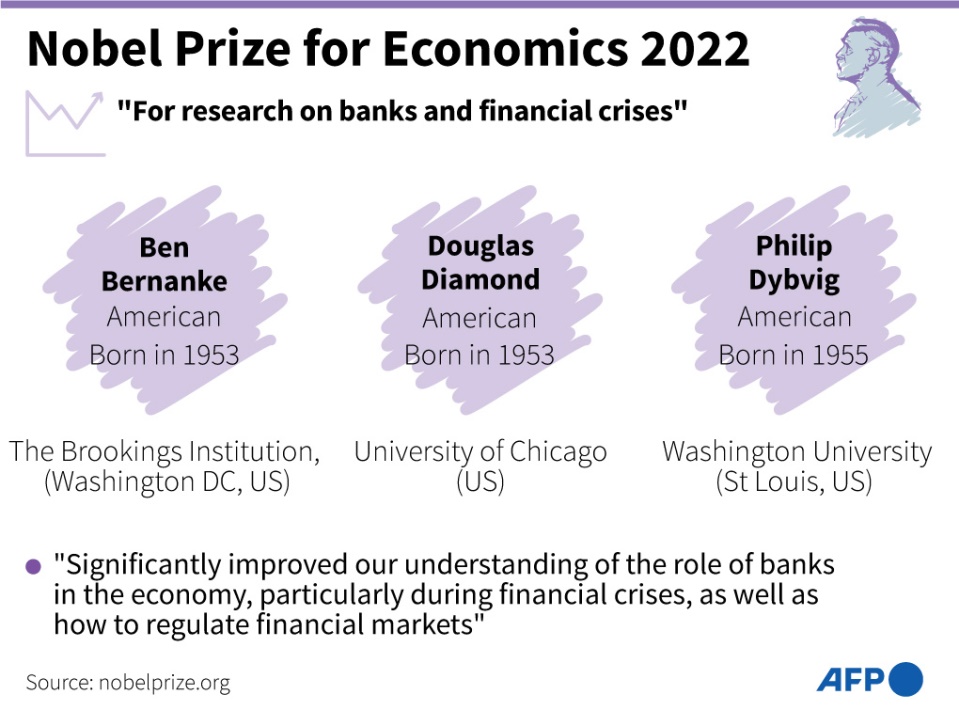 Nobel Prize for Economics 2022
"For research on banks and financial crises"
Ben
Bernanke
American
Born in 1953
The Brookings Institution,
(Washington DC, US)
Douglas
Diamond
American
Born in 1953
University of Chicago
(US)
Philip
Dybvig
American
Born in 1955
Washington University
(St Louis, US)
"Significantly improved our understanding of the role of banks
in the economy, particularly during financial crises, as well as
how to regulate financial markets"
Source: nobelprize.org
AFP